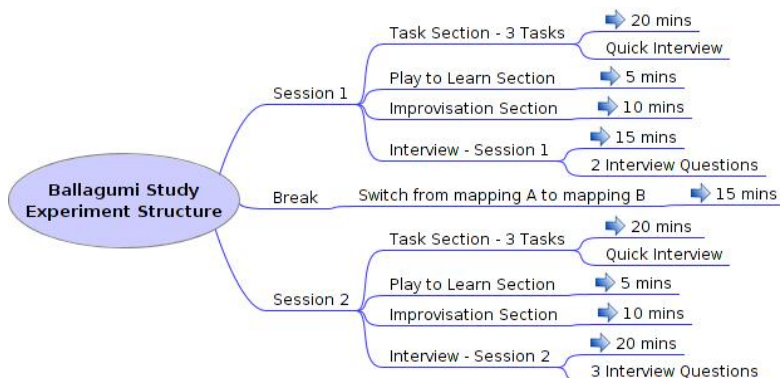 Ballagumi Study
Experiment Structure
Session 1
Task Section - 3 Tasks
20 mins
Quick Interview
Play to Learn Section
5 mins
Improvisation Section
10 mins
Interview - Session 1
15 mins
2 Interview Questions
Break
Switch from mapping A to mapping B
15 mins
Session 2
Task Section - 3 Tasks
20 mins
Quick Interview
Play to Learn Section
5 mins
Improvisation Section
10 mins
Interview - Session 2
20 mins
3 Interview Questions